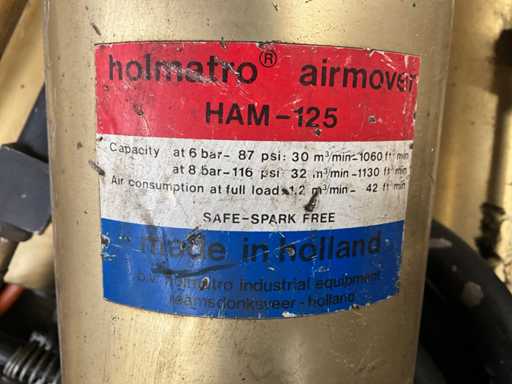 holmatro® airmover
HAM-125
Capacity at 6 bar- 87 psi: 30 m³/min-1060 ft³/min
at 8 bar-116 psi: 32 m³/min-1130 ft³/min
Air consumption at full load 1,2 m³/min- 42 ft³/min
SAFE-SPARK FREE
made in holland
b.v. holmatro industrial equipment
raamsdonksveer-holland